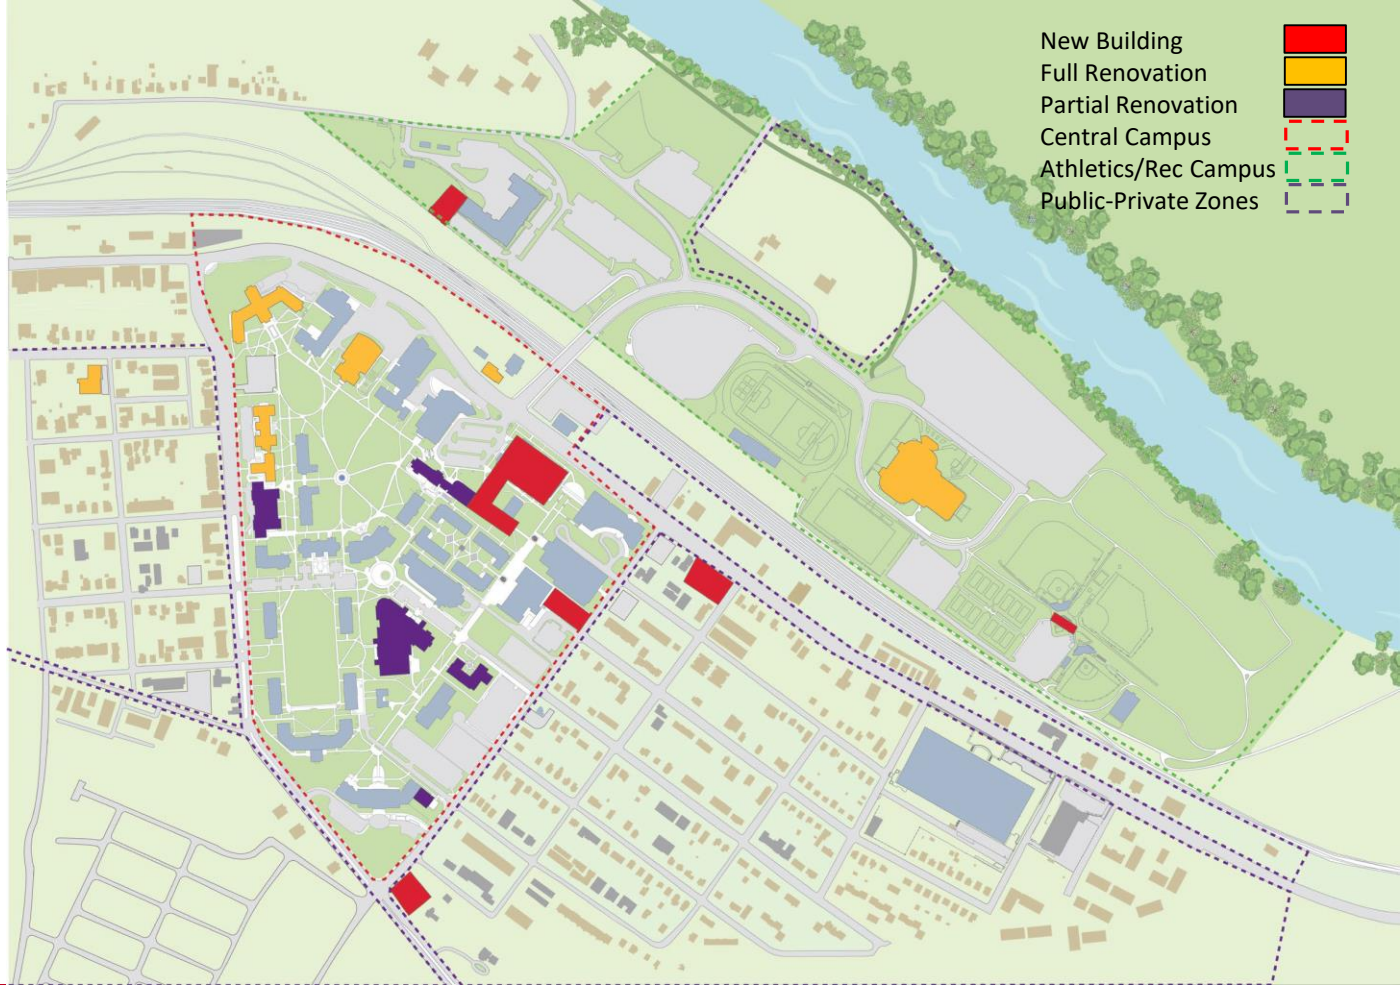 New Building
Full Renovation
Partial Renovation
Central Campus
Athletics/Rec Campus
Public-Private Zones